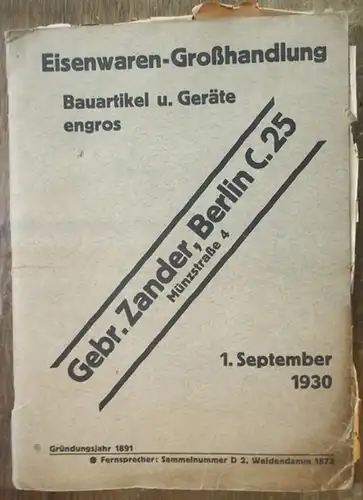 Eisenwaren-Großhandlung
Bauartikel u. Geräte
engros
Gebr. Zander, Berlin C. 25
Münzstraße 4
1. September
1930
Gründungsjahr 1891
● Fernsprecher: Sammelnummer D 2, Weidendamm 1873